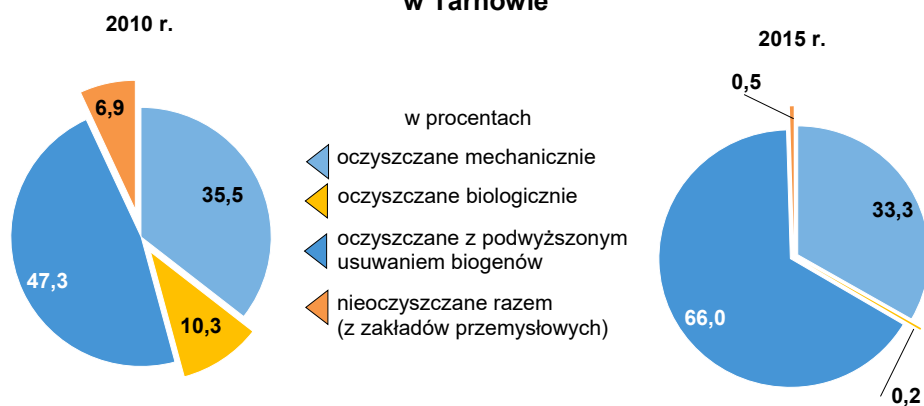 w Tarnowie
2010 r.
2015 r.
6,9
35,5
47,3
10,3
w procentach
oczyszczane mechanicznie
oczyszczane biologicznie
oczyszczane z podwyższonym
usuwaniem biogenów
nieoczyszczane razem
(z zakładów przemysłowych)
0,5
33,3
66,0
0,2